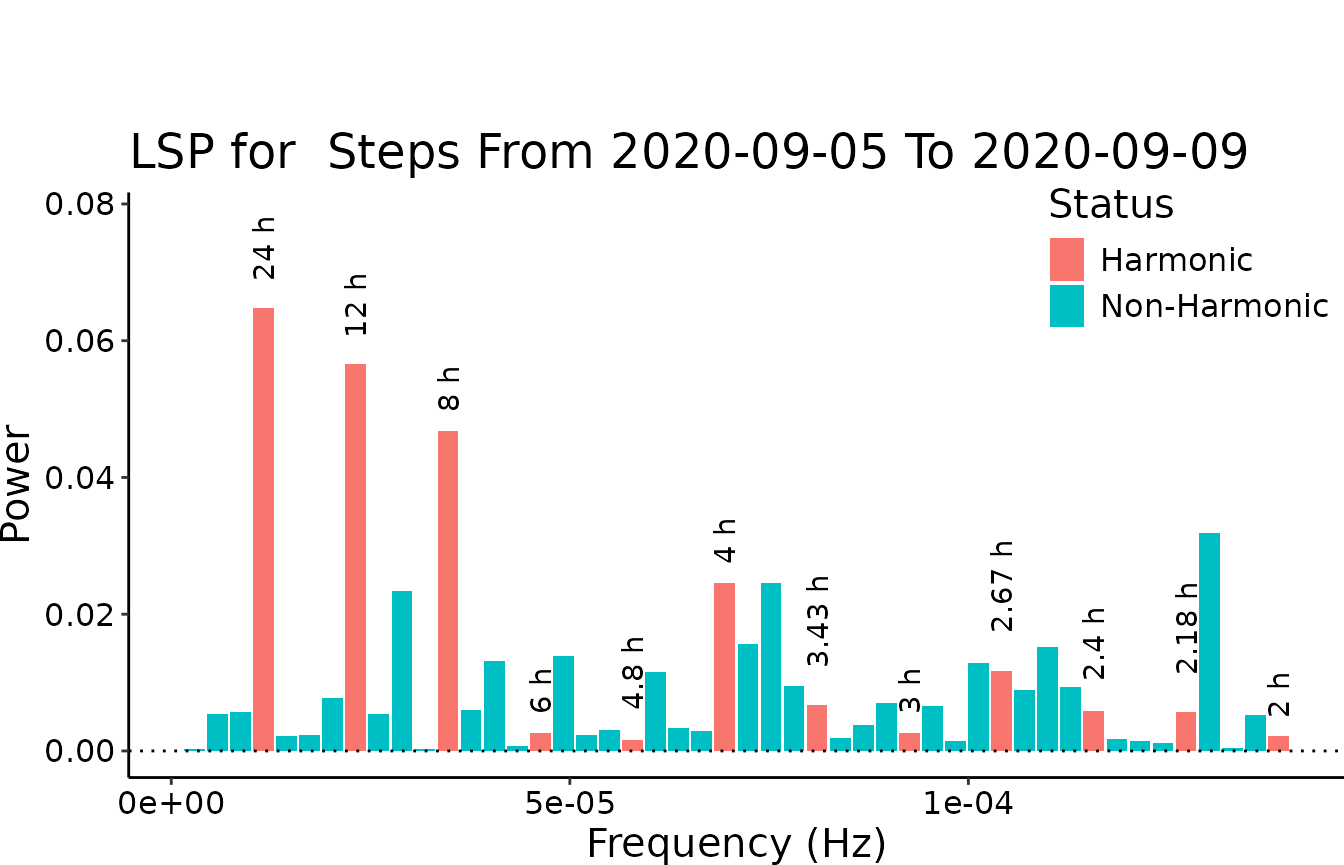 LSP for  Steps From 2020-09-05 To 2020-09-09
Status
Harmonic
Non-Harmonic
Power
0.08
0.06
0.04
0.02
0.00
24 h
12 h
8 h
6 h
4.8 h
4 h
3.43 h
3 h
2.67 h
2.4 h
2.18 h
2 h
0e+00
5e-05
1e-04
Frequency (Hz)